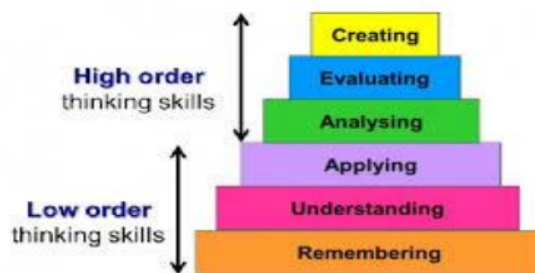 Creating
Evaluating
High order
thinking skills
Analysing
Applying
Understanding
Low order
thinking skills
Remembering